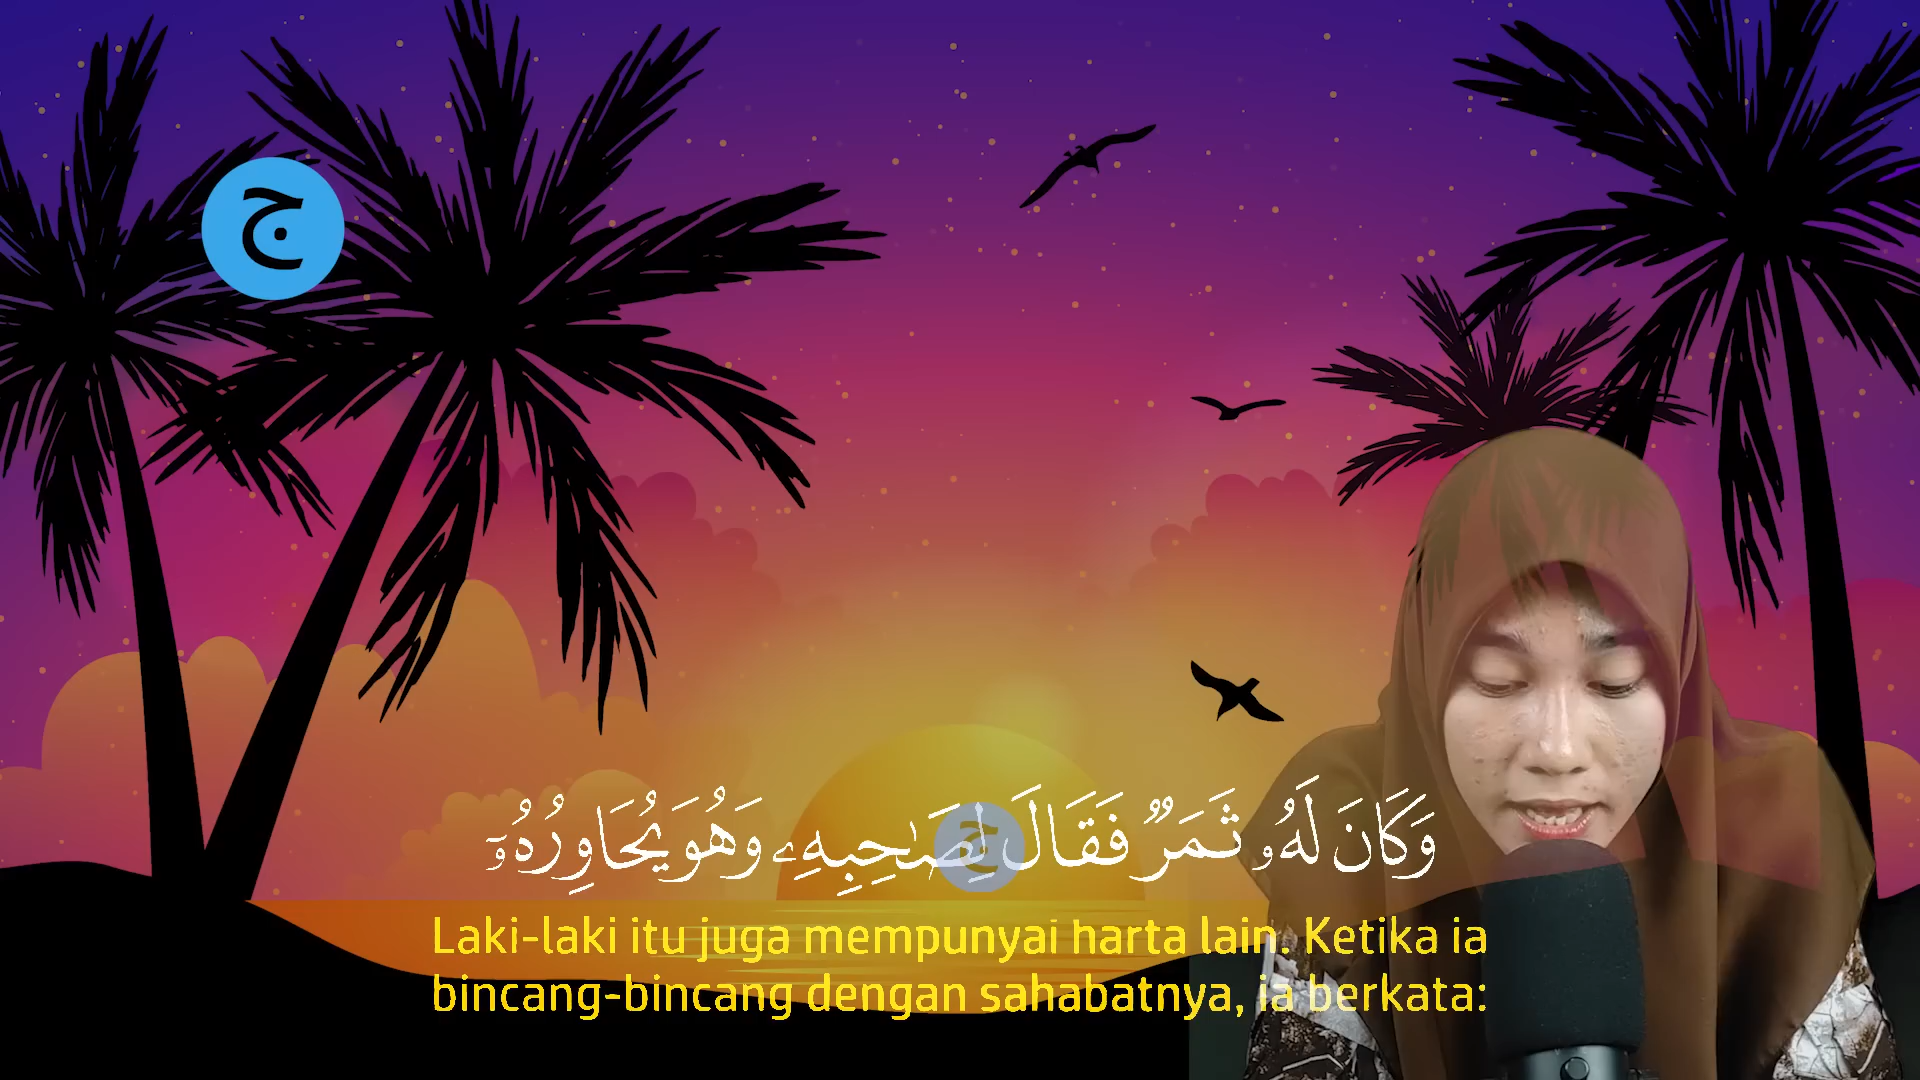 ج
وَكَانَ لَهُۥ ثَمَرٌ فَقَالَ لِصَـٰحِبِهِۦ وَهُوَ يُحَاوِرُهُۥٓ
Laki-laki itu juga mempunyai harta lain. Ketika ia
bincang-bincang dengan sahabatnya, ia berkata: